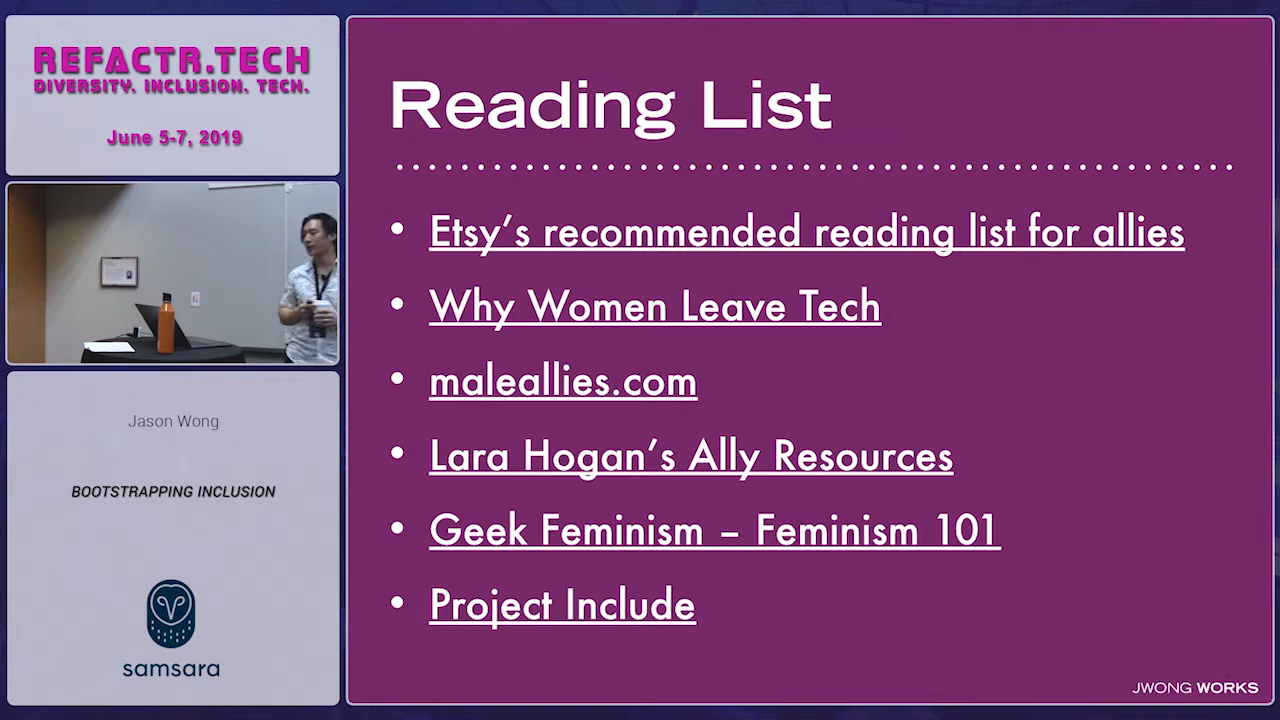 REFACTR.TECH
DIVERSITY. INCLUSION. TECH.
June 5-7, 2019
Jason Wong
BOOTSTRAPPING INCLUSION
samsara
Reading List
• Etsy’s recommended reading list for allies
• Why Women Leave Tech
• maleallies.com
• Lara Hogan’s Ally Resources
• Geek Feminism – Feminism 101
• Project Include
JWONG WORKS